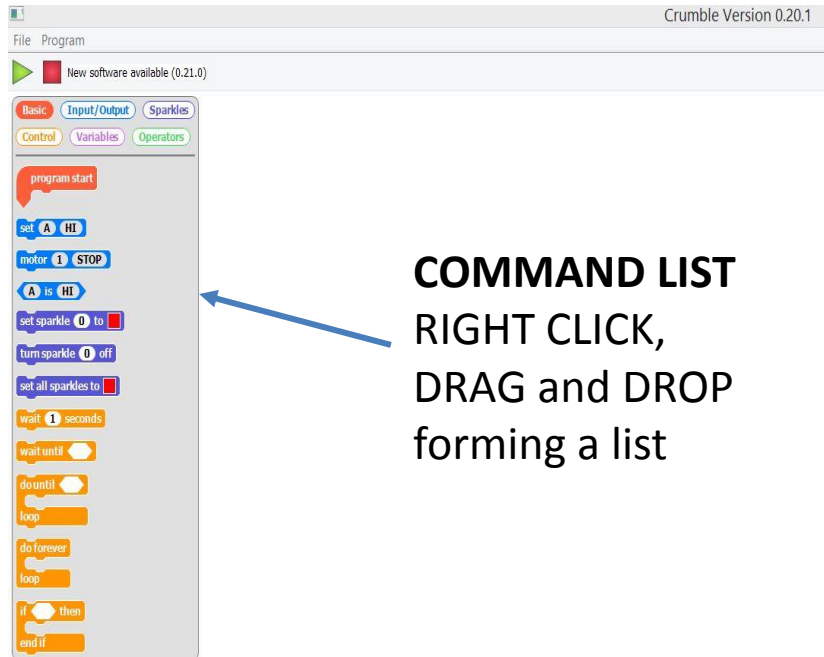 Crumble Version 0.20.1
File Program
New software available (0.21.0)
Basic Input/Output Sparkles
Control Variables Operators
program start
set A HI
motor 1 STOP
A is HI
set sparkle 0 to
turn sparkle 0 off
set all sparkles to
wait 1 seconds
wait until
do until
loop
do forever
loop
if then
end if
COMMAND LIST
RIGHT CLICK,
DRAG and DROP
forming a list